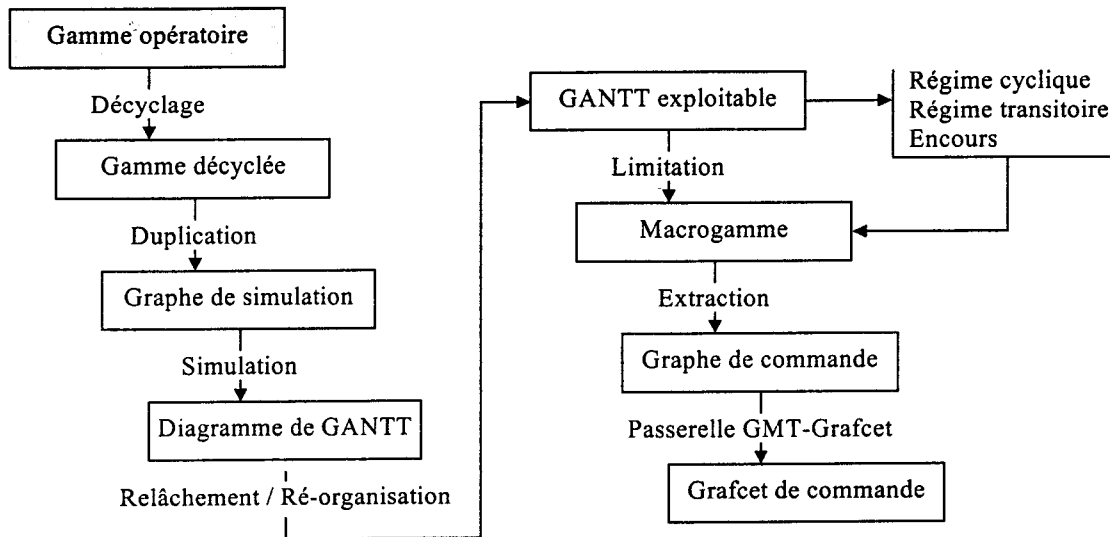 Gamme opératoire
Décyclage
Gamme décyclée
Duplication
Graphe de simulation
Simulation
Diagramme de GANTT
Relâchement / Ré-organisation
GANTT exploitable
Régime cyclique
Régime transitoire
Encours
Limitation
Macrogamme
Extraction
Graphe de commande
Passerelle GMT-Grafcet
Grafcet de commande